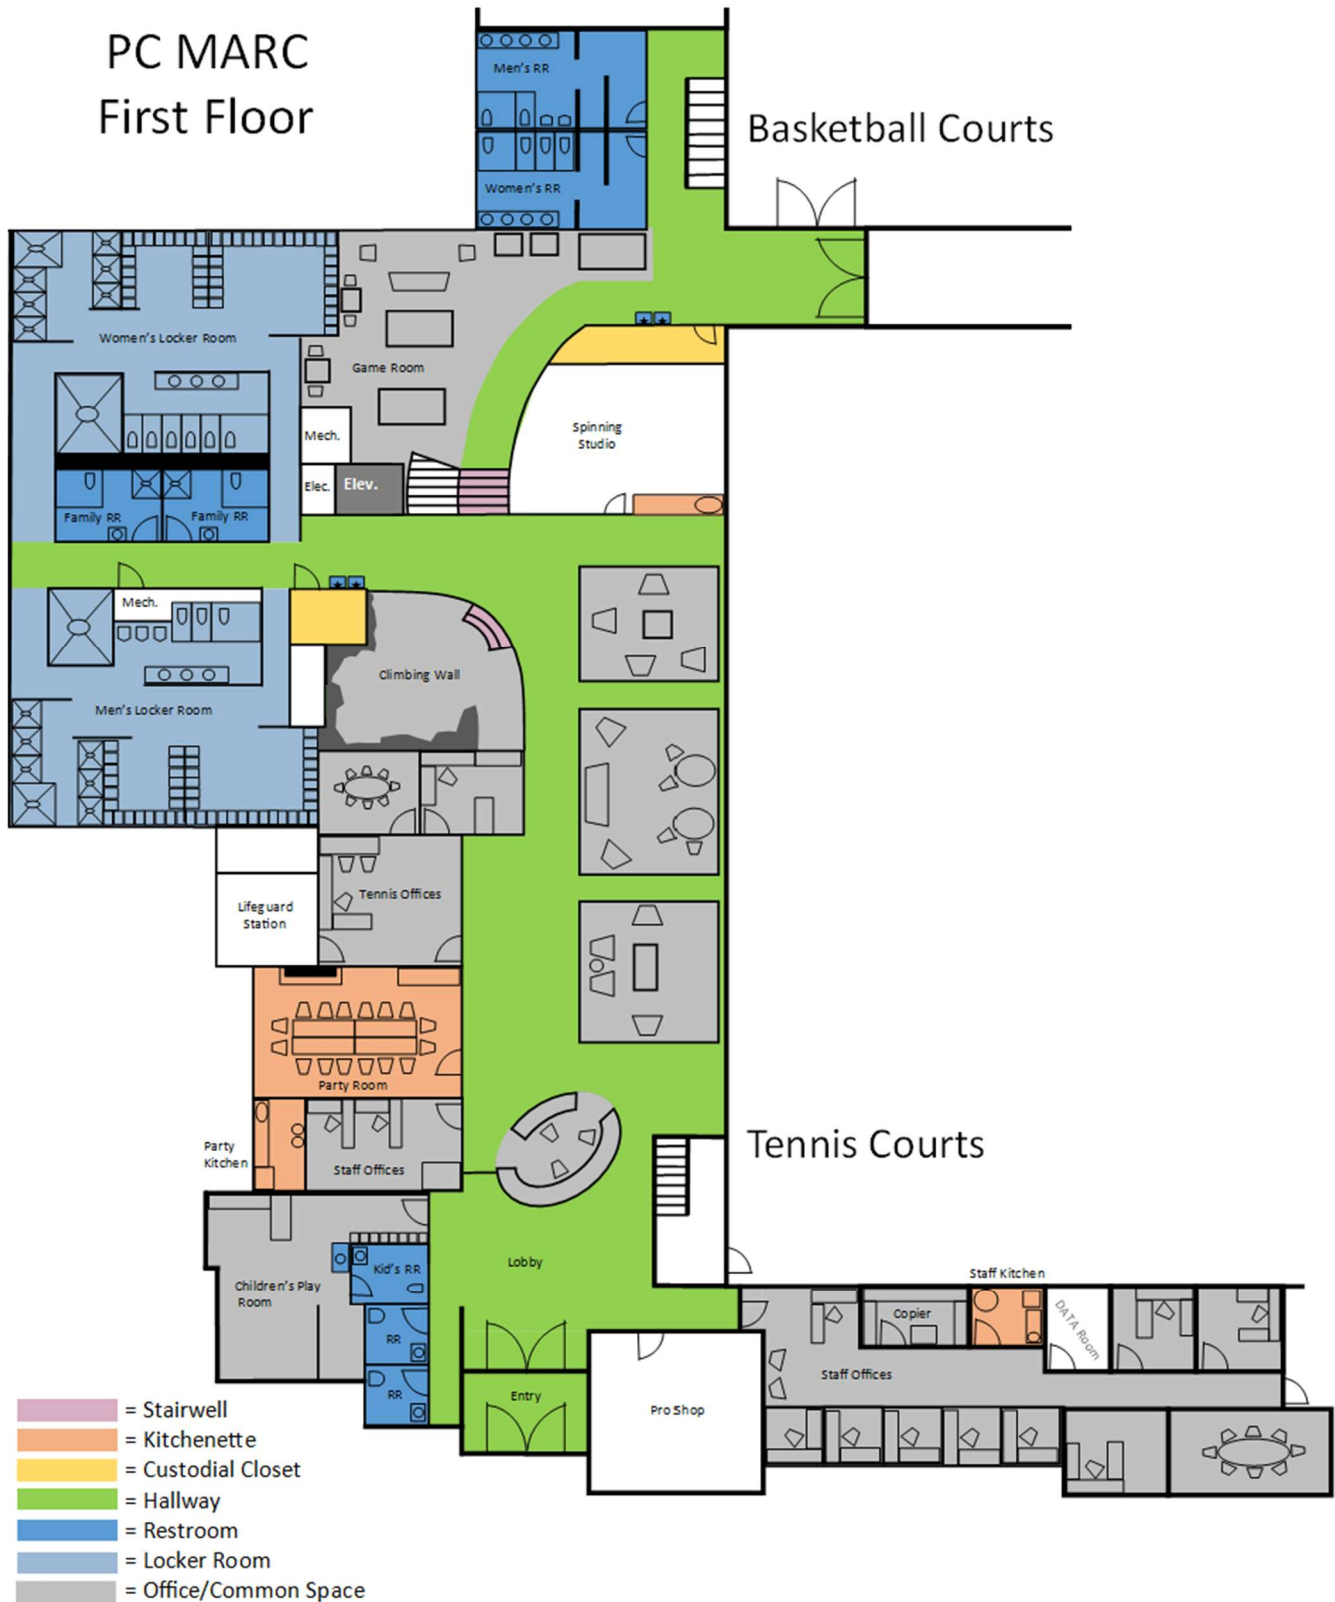 PC MARC
First Floor
Men's RR
Basketball Courts
Women's RR
Women's Locker Room
Game Room
Mech.
Spinning
Studio
Elec.
Elev.
Family RR
Family RR
Mech.
Climbing Wall
Men's Locker Room
Tennis Offices
Lifeguard
Station
Party Room
Party
Kitchen
Staff Offices
Tennis Courts
Lobby
Kid's RR
Children's Play
Room
RR
RR
Entry
Pro Shop
Staff Kitchen
Copier
DATA Room
Staff Offices
= Stairwell
= Kitchenette
= Custodial Closet
= Hallway
= Restroom
= Locker Room
= Office/Common Space